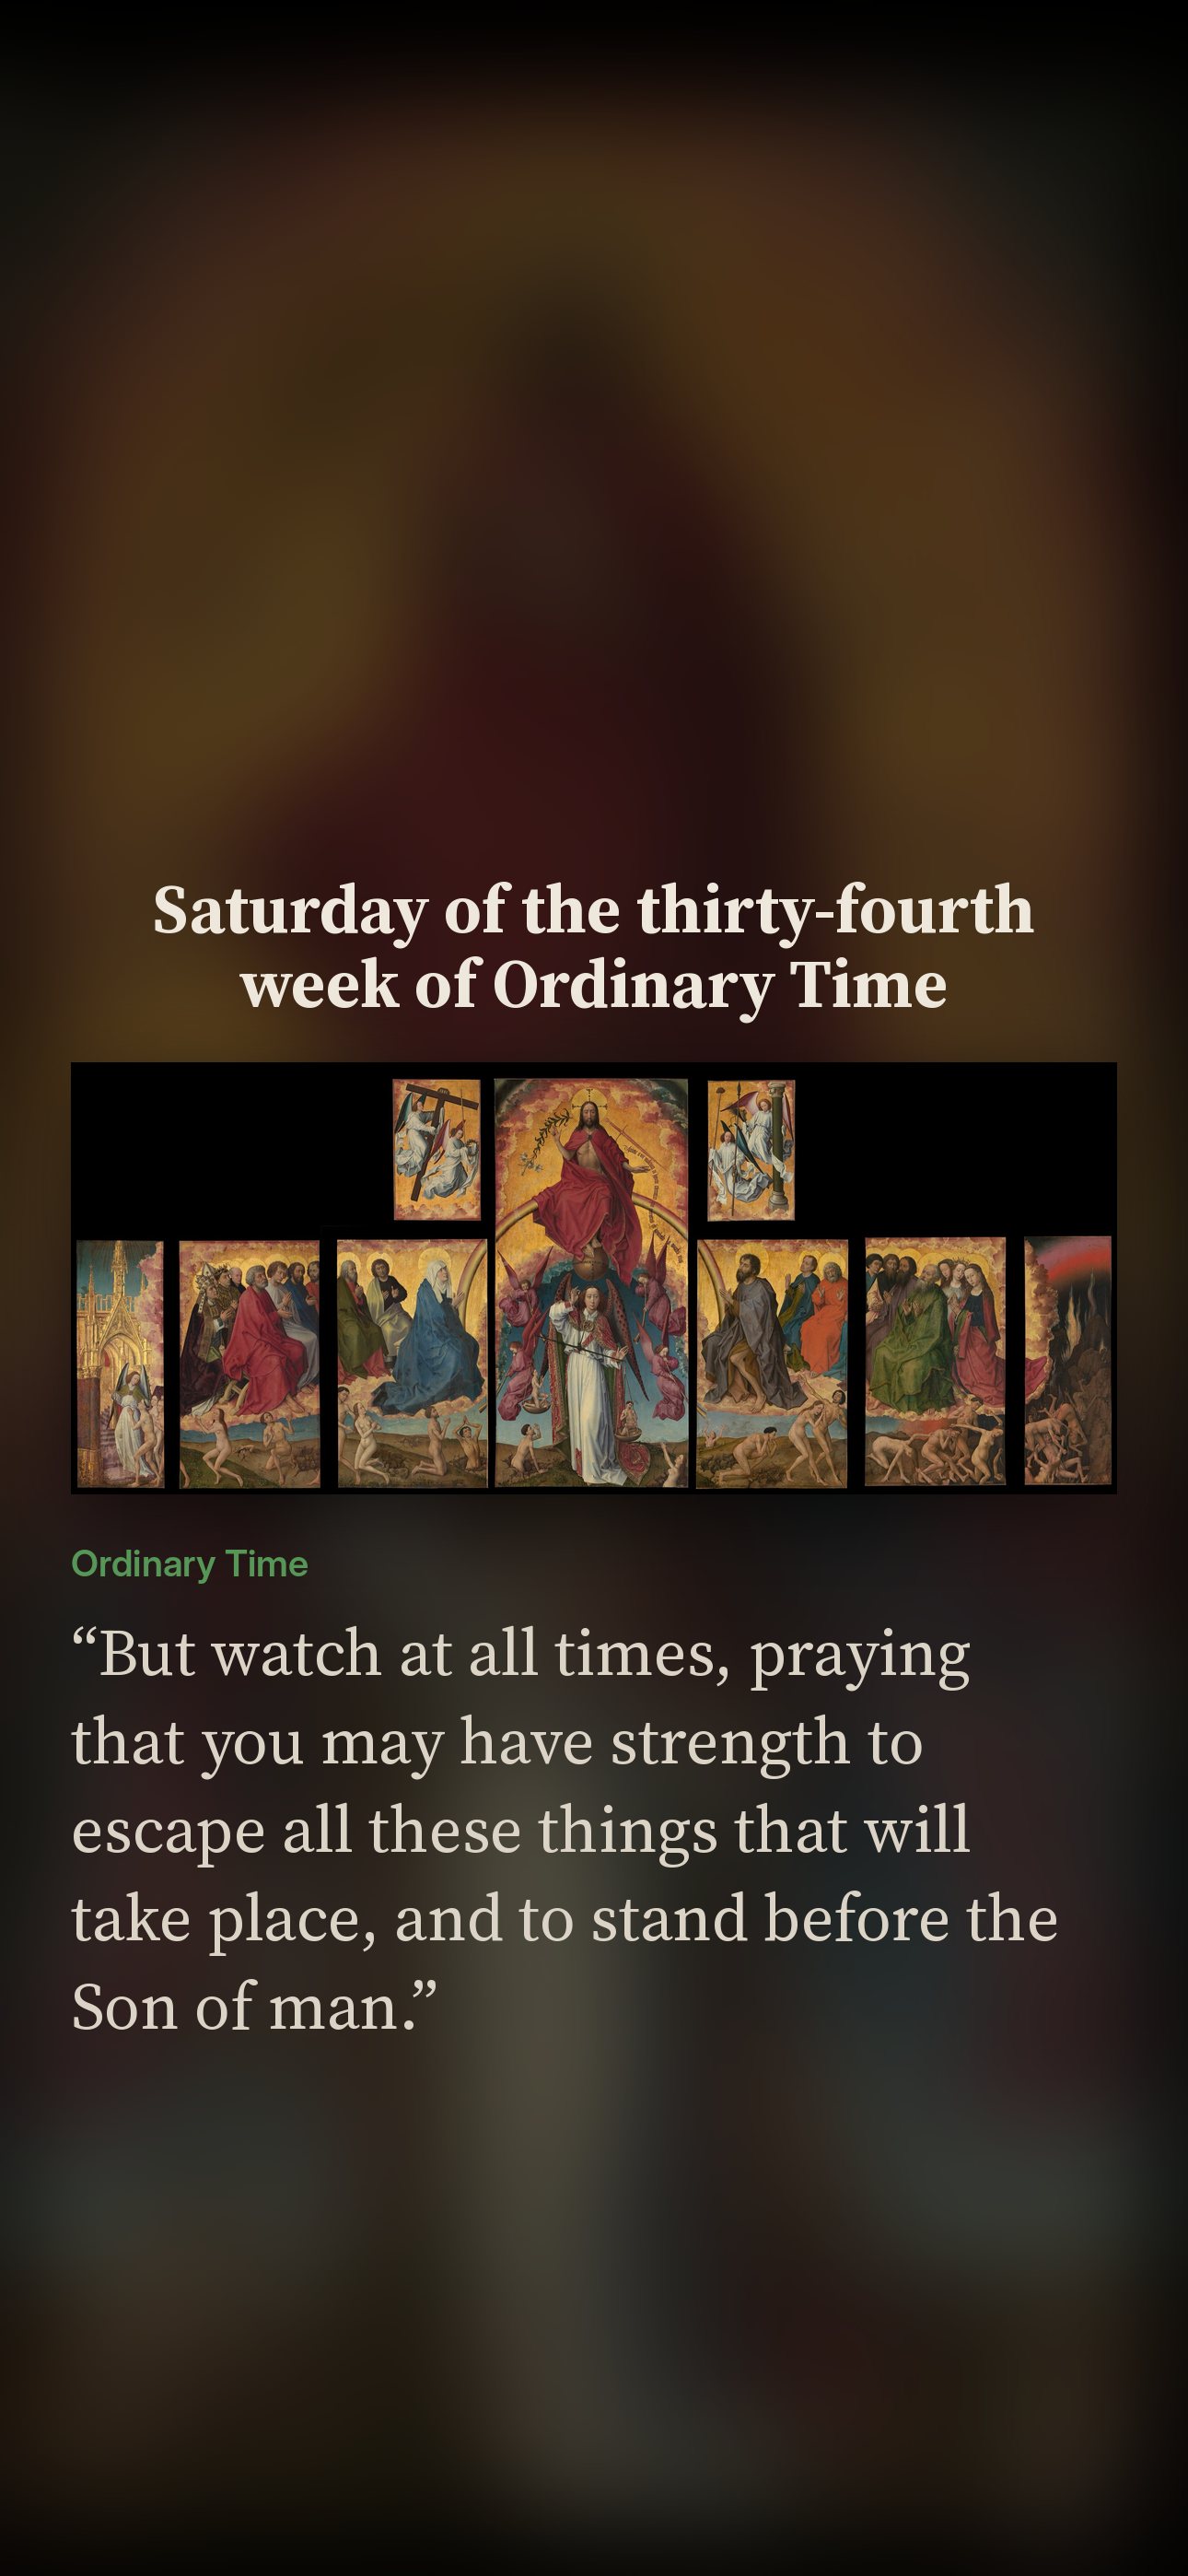 Saturday of the thirty-fourth
week of Ordinary Time
Ordinary Time
“But watch at all times, praying
that you may have strength to
escape all these things that will
take place, and to stand before the
Son of man.”